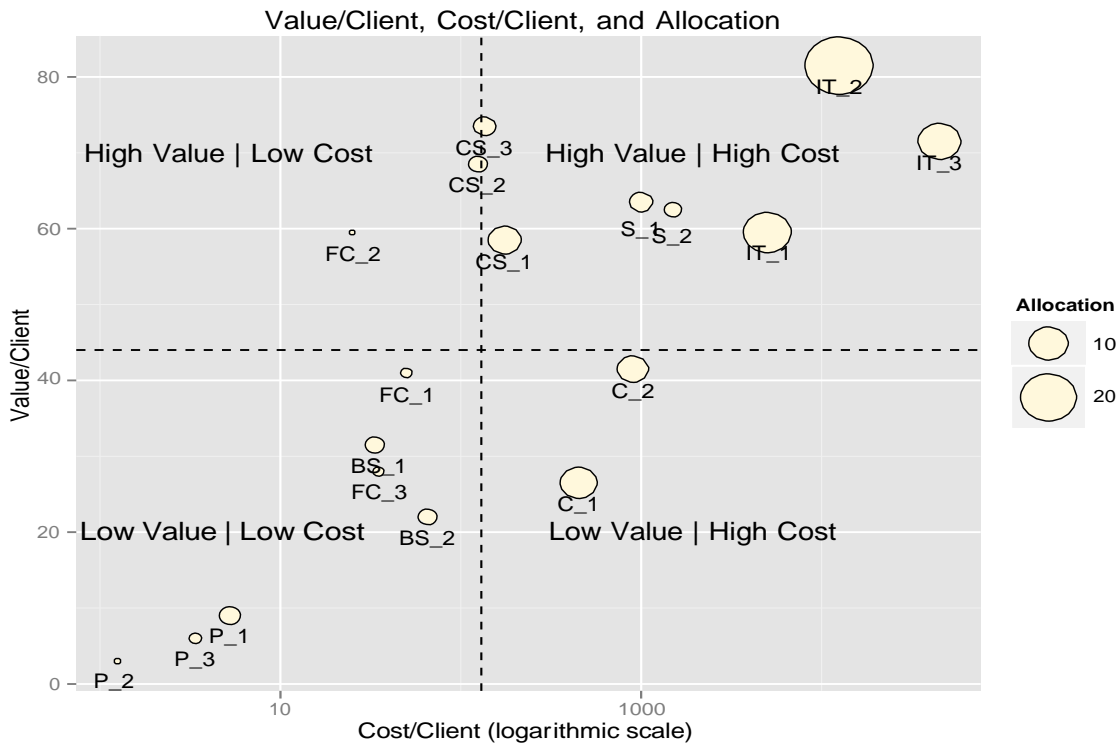 Value/Client, Cost/Client, and Allocation
80
IT_2
CS_3
High Value | Low Cost
High Value | High Cost
IT_3
CS_2
60
S_1
S_2
FC_2
CS_1
IT_1
Allocation
10
20
Value/Client
40
FC_1
C_2
BS_1
FC_3
C_1
20
Low Value | Low Cost
BS_2
Low Value | High Cost
P_1
P_3
P_2
0
10
1000
Cost/Client (logarithmic scale)